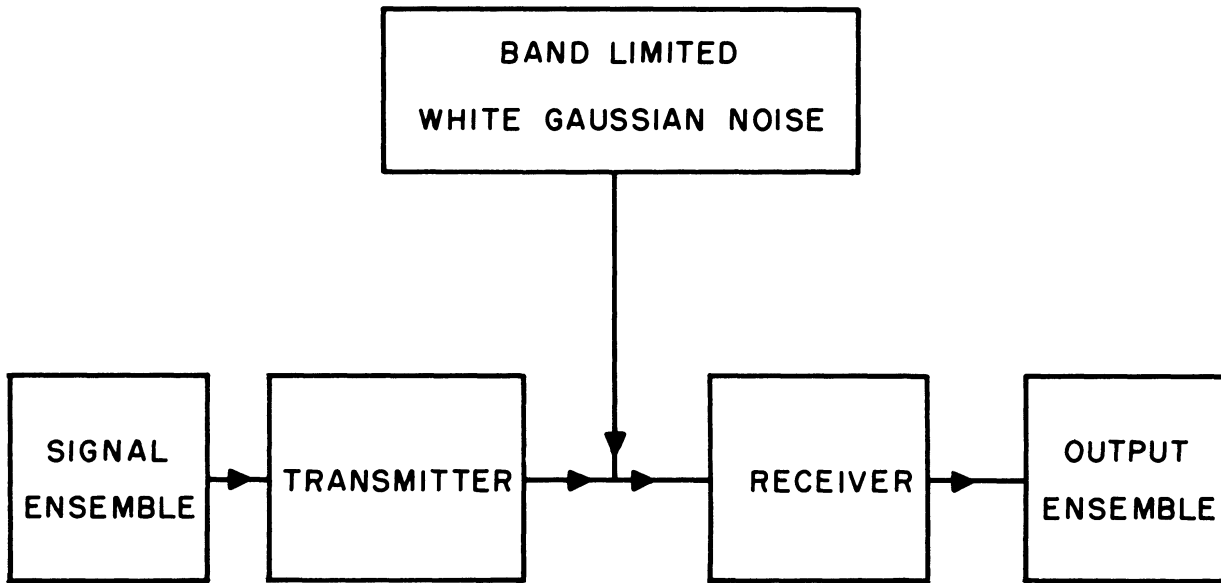 BAND LIMITED
WHITE GAUSSIAN NOISE
SIGNAL
ENSEMBLE
TRANSMITTER
RECEIVER
OUTPUT
ENSEMBLE